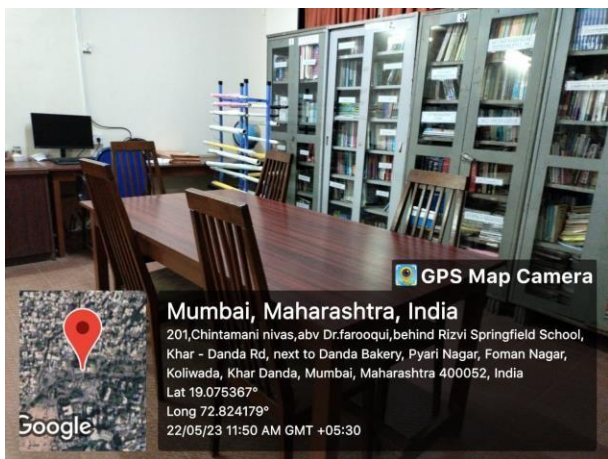 GPS Map Camera
Mumbai, Maharashtra, India
201,Chintamani nivas,abv Dr.farooqui,behind Rizvi Springfield School,
Khar - Danda Rd, next to Danda Bakery, Pyari Nagar, Foman Nagar,
Koliwada, Khar Danda, Mumbai, Maharashtra 400052, India
Lat 19.075367°
Long 72.824179°
22/05/23 11:50 AM GMT +05:30
Google